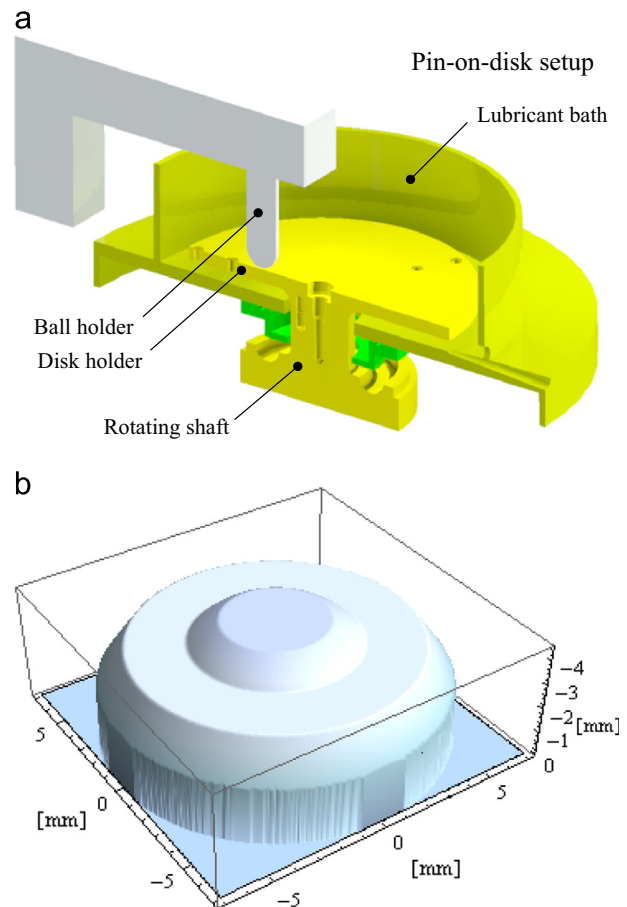 a
Pin-on-disk setup
Lubricant bath
Ball holder
Disk holder
Rotating shaft
b
−4
−3
−2
[mm]
−1
0
5
5
0
0
[mm]
[mm]
−5
−5